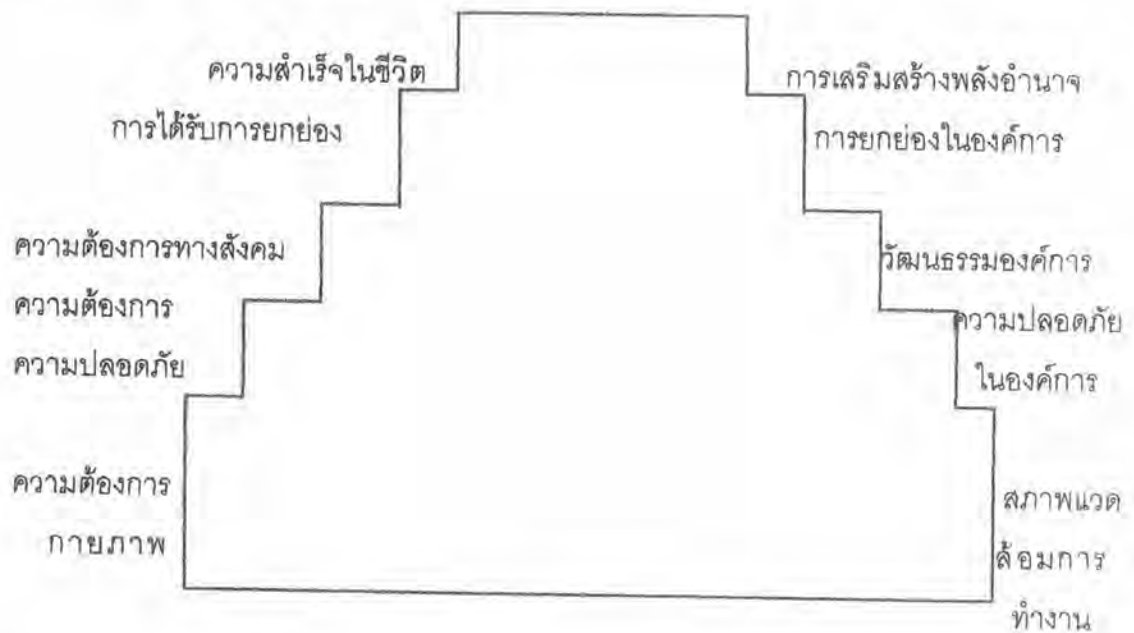 ความสำเร็จในชีวิต
การได้รับการยกย่อง
ความต้องการทางสังคม
ความต้องการ
ความปลอดภัย
ความต้องการ
กายภาพ
การเสริมสร้างพลังอำนาจ
การยกย่องในองค์การ
วัฒนธรรมองค์การ
ความปลอดภัย
ในองค์การ
สภาพแวด
ล้อมการ
ทำงาน